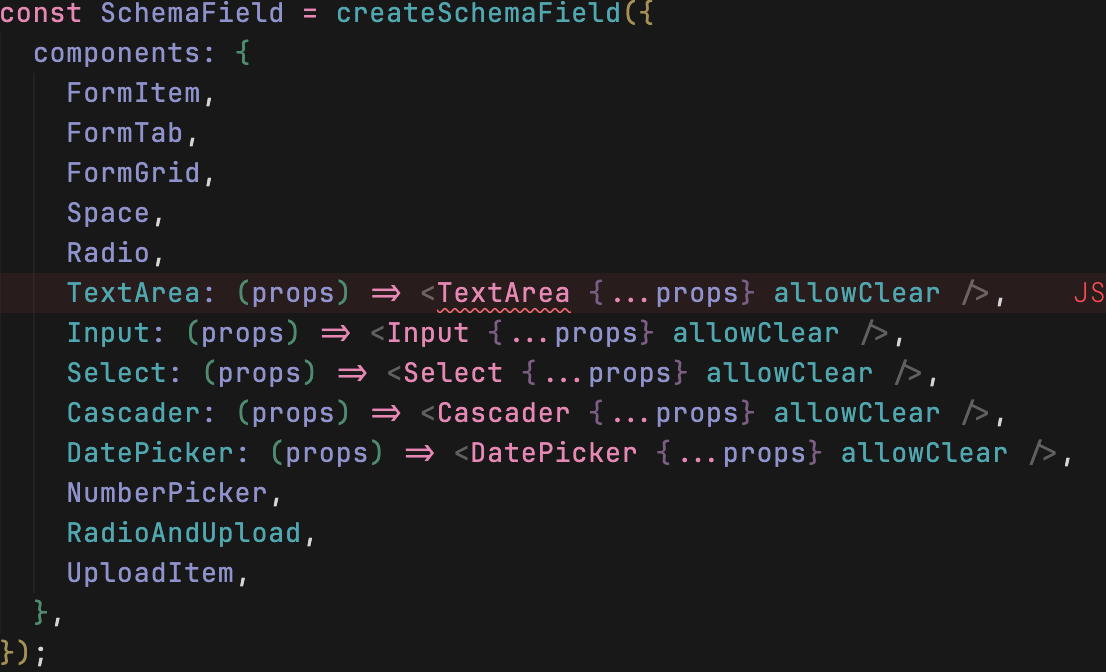 const SchemaField = createSchemaField({
  components: {
    FormItem,
    FormTab,
    FormGrid,
    Space,
    Radio,
    TextArea: (props) => <TextArea {...props} allowClear />,    JS
    Input: (props) => <Input {...props} allowClear />,
    Select: (props) => <Select {...props} allowClear />,
    Cascader: (props) => <Cascader {...props} allowClear />,
    DatePicker: (props) => <DatePicker {...props} allowClear />,
    NumberPicker,
    RadioAndUpload,
    UploadItem,
  },
});